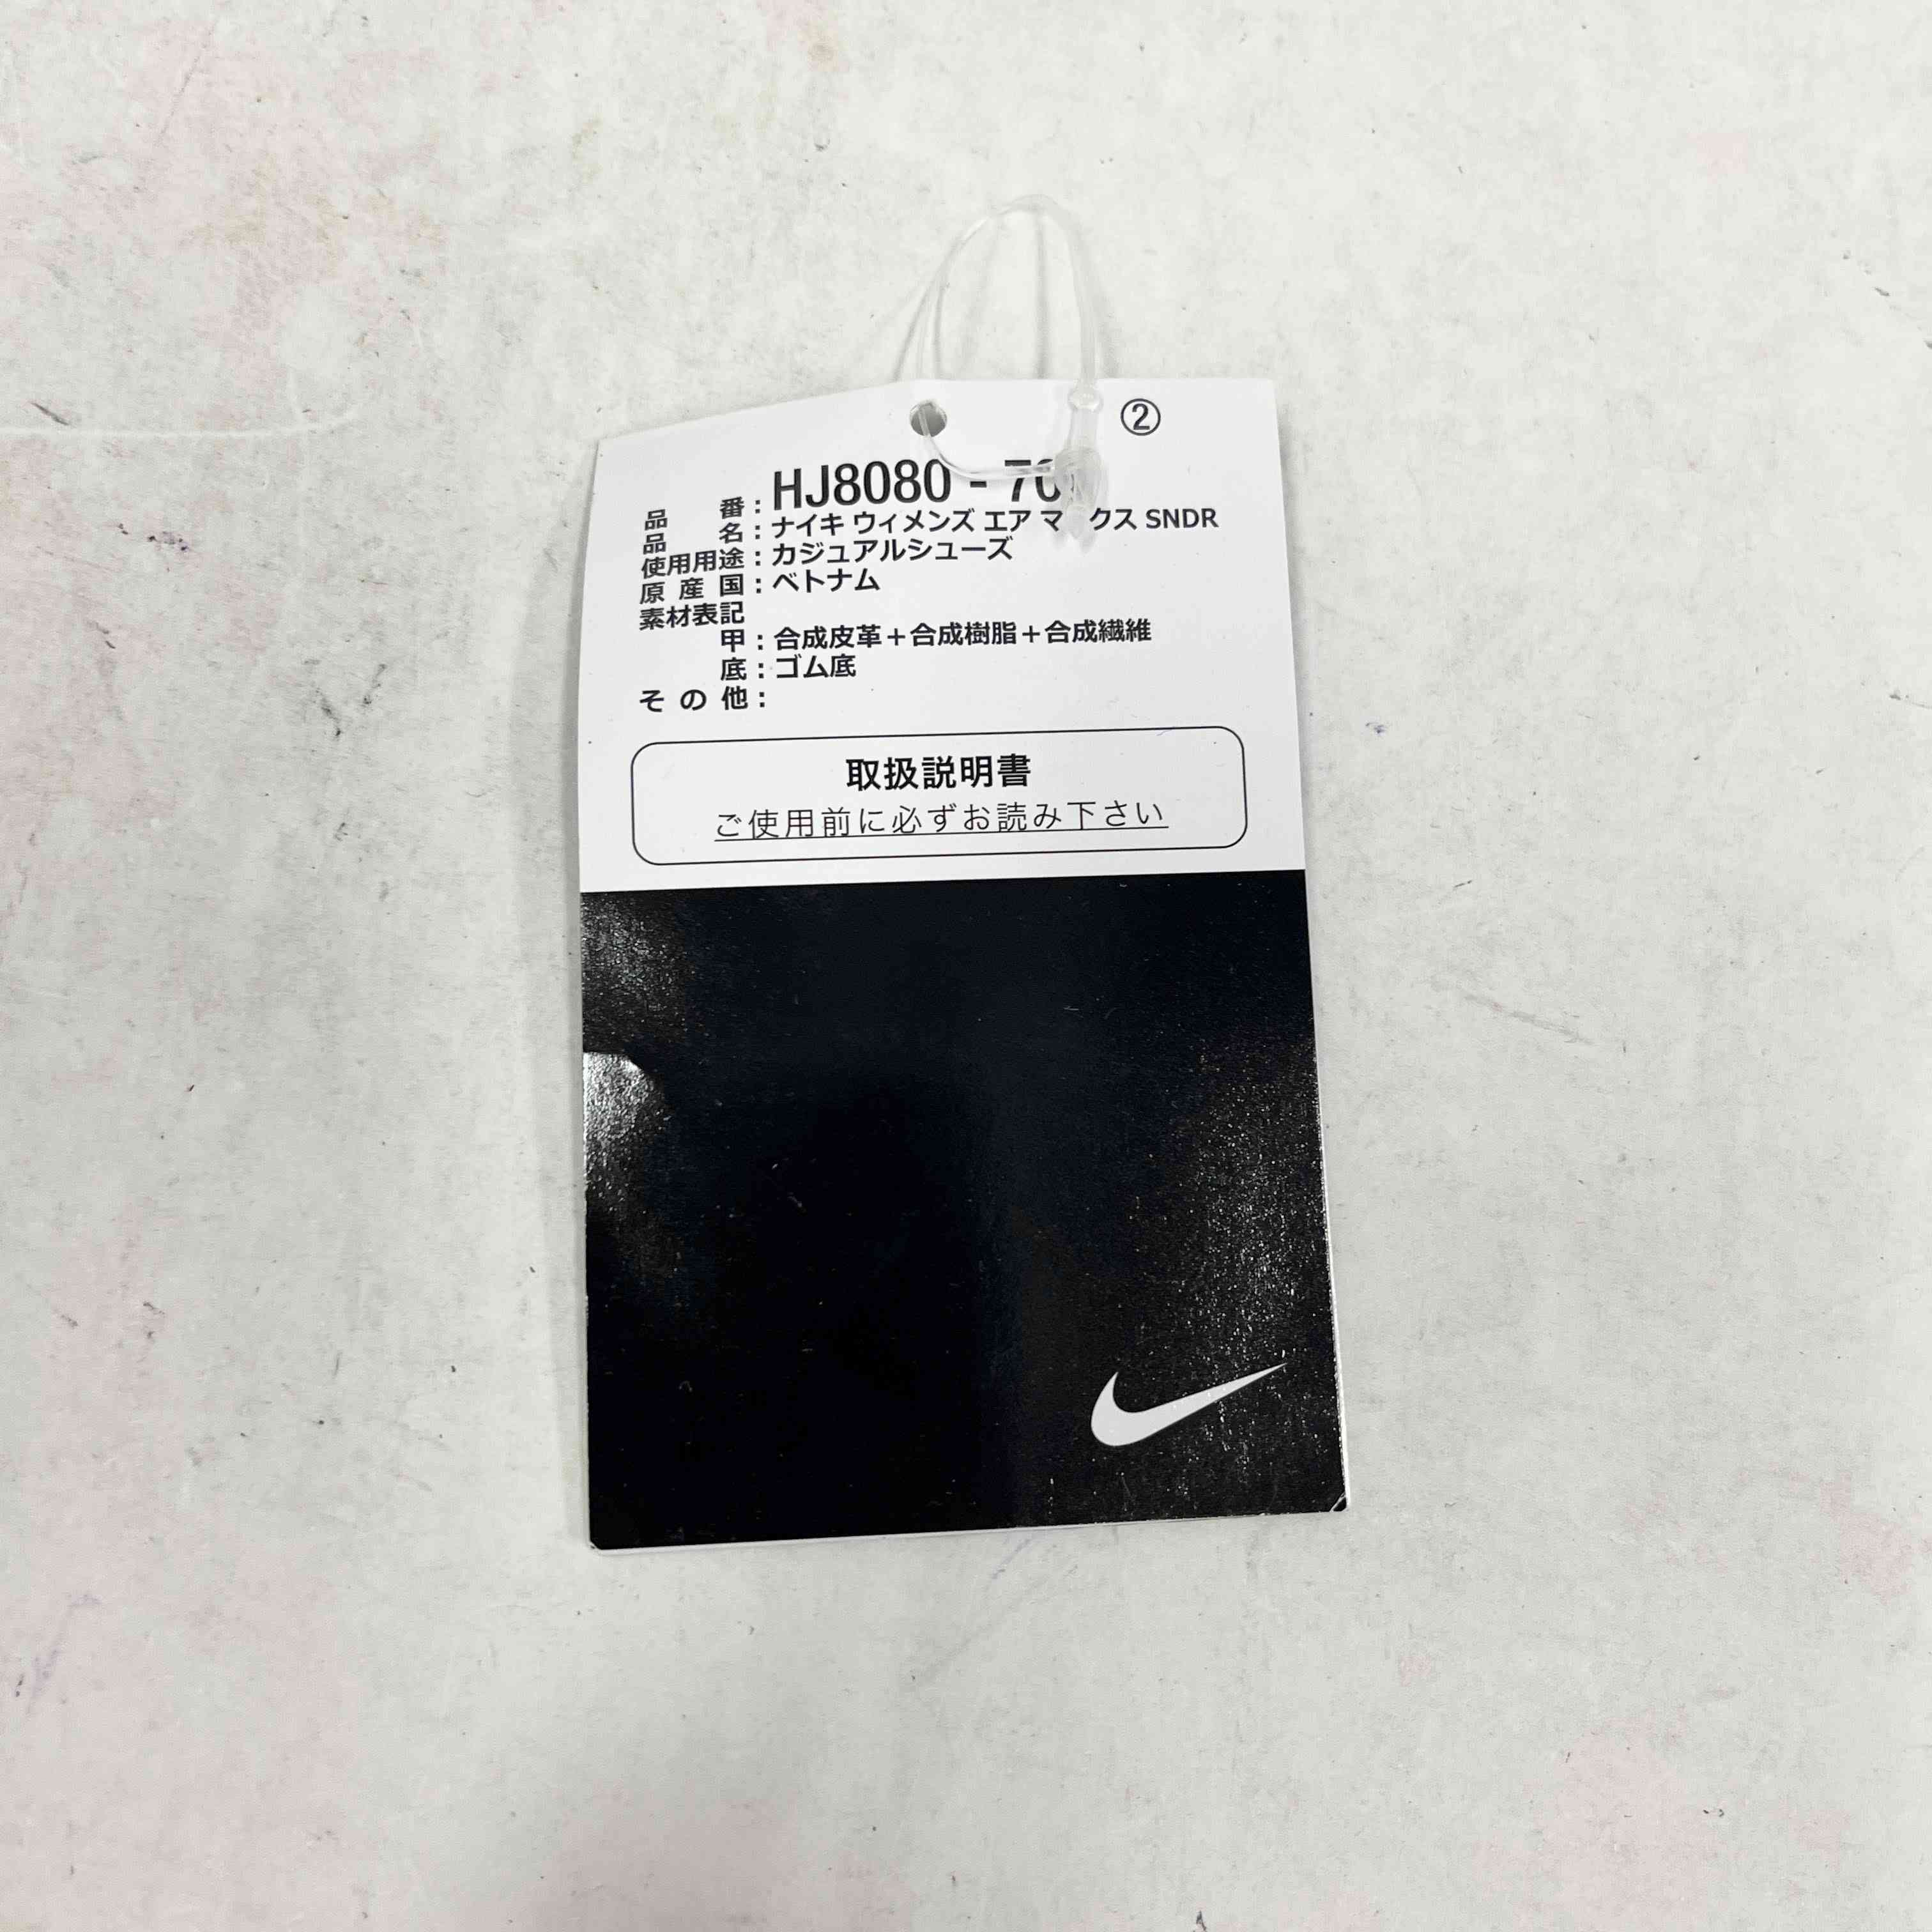 ②
品番：HJ8080 -
品名：ナイキ ウィメンズ エア クス SNDR
使用用途：カジュアルシューズ
原産国：ベトナム
素材表記
甲：合成皮革＋合成樹脂＋合成繊維
底：ゴム底
その他：
取扱説明書
ご使用前に必ずお読み下さい